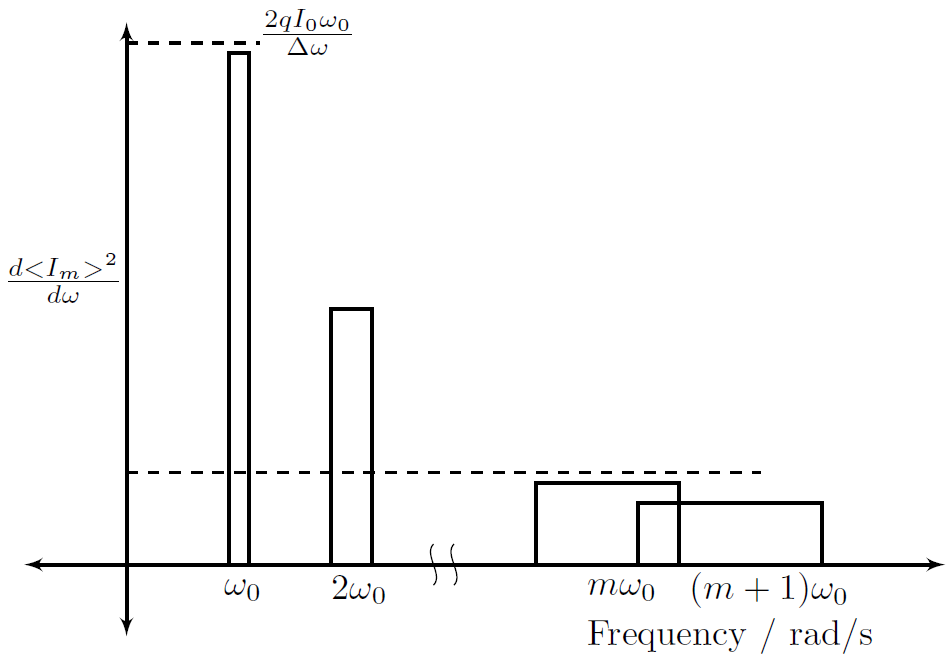 2qI₀ω₀
Δω
d<Iₘ>²
dω
ω₀
2ω₀
mω₀
(m + 1)ω₀
Frequency / rad/s